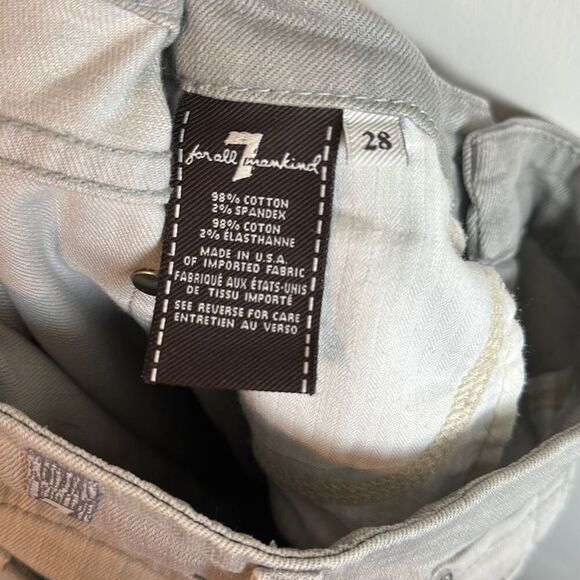 7
for all mankind
28
98% COTTON
2% SPANDEX
98% COTON
2% ÉLASTHANNE
MADE IN U.S.A.
OF IMPORTED FABRIC
FABRIQUÉ AUX ÉTATS-UNIS
DE TISSU IMPORTÉ
SEE REVERSE FOR CARE
ENTRETIEN AU VERSO